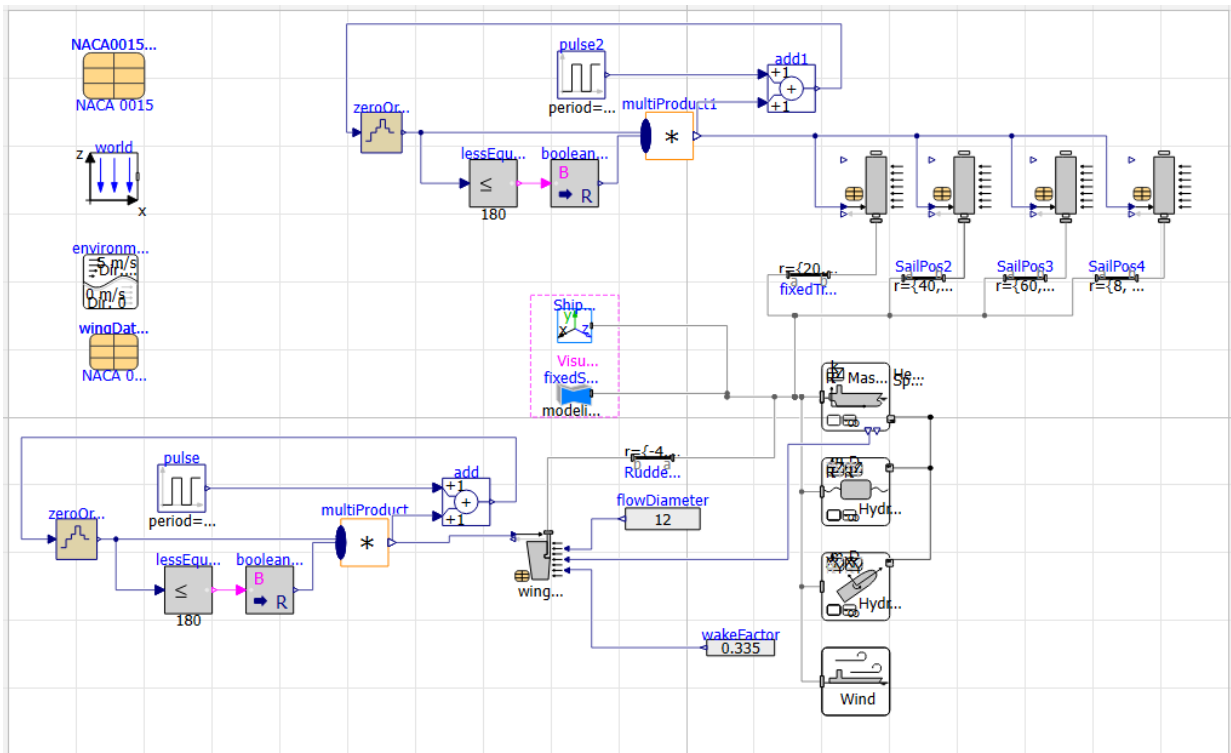 NACA0015...
NACA 0015
world
z
x
environm...
5 m/s
Dir...
0 m/s
Dir. 0
wingDat...
NACA 0...
pulse2
period=...
add1
+1
+1
+
zeroOr...
multiProduct1
*
lessEqu...
≤
180
boolean...
B
R
r={20,...
a
b
fixedTr...
SailPos2
r={40,...
SailPos3
r={60,...
SailPos4
r={8, ...
Ship...
y
x
z
Visu...
fixedS...
modeli...
Mas...
He...
Sp...
r={-4,...
b
a
Rudde...
Hydr...
Hydr...
Wind
pulse
period=...
add
+1
+1
+
zeroOr...
multiProduct
*
lessEqu...
≤
180
boolean...
B
R
flowDiameter
12
wing...
wakeFactor
0.335